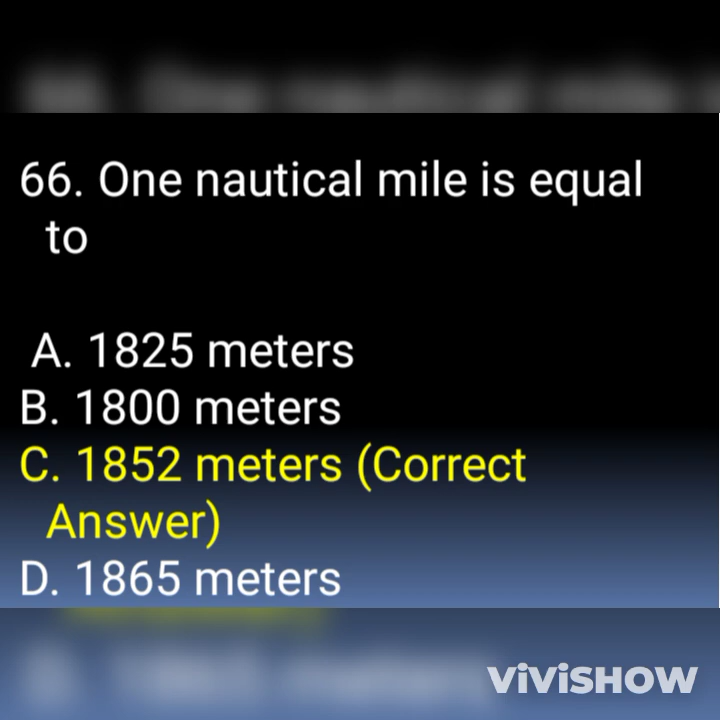 66. One nautical mile is equal
to
A. 1825 meters
B. 1800 meters
C. 1852 meters (Correct
Answer)
D. 1865 meters
ViViSHOW